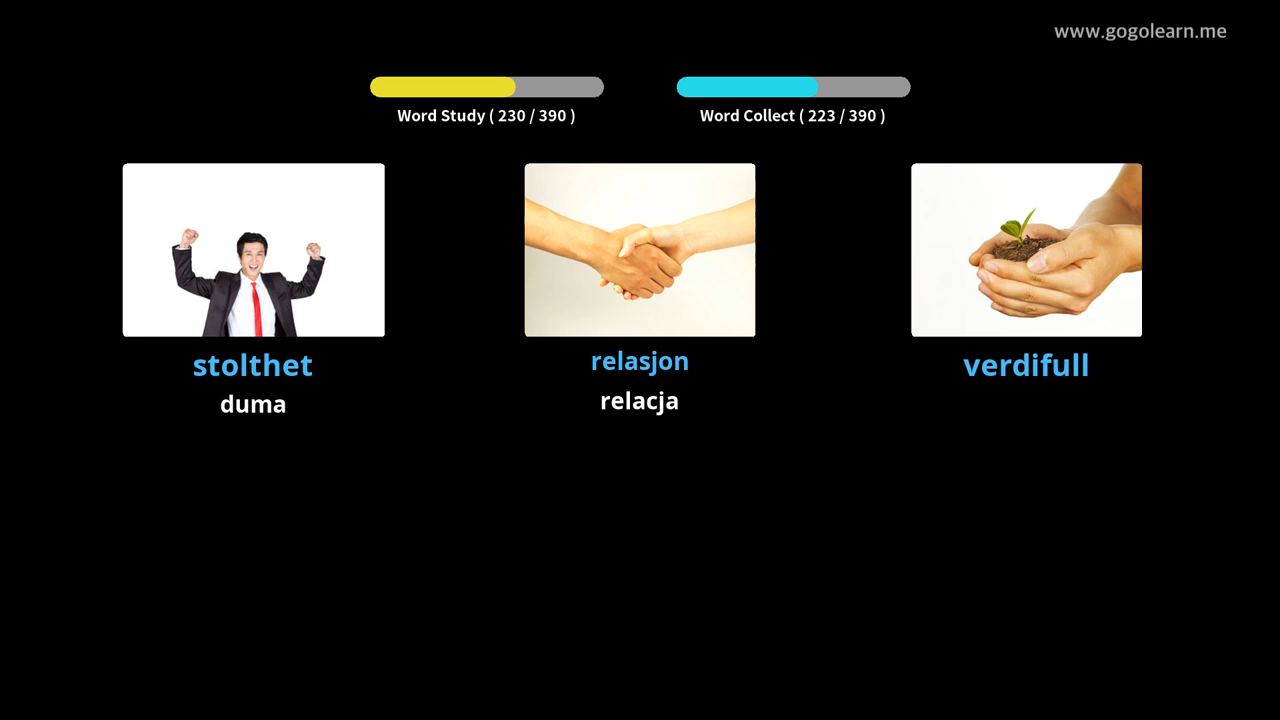 www.gogolearn.me
Word Study ( 230 / 390 )
Word Collect ( 223 / 390 )
stolthet
duma
relasjon
relacja
verdifull